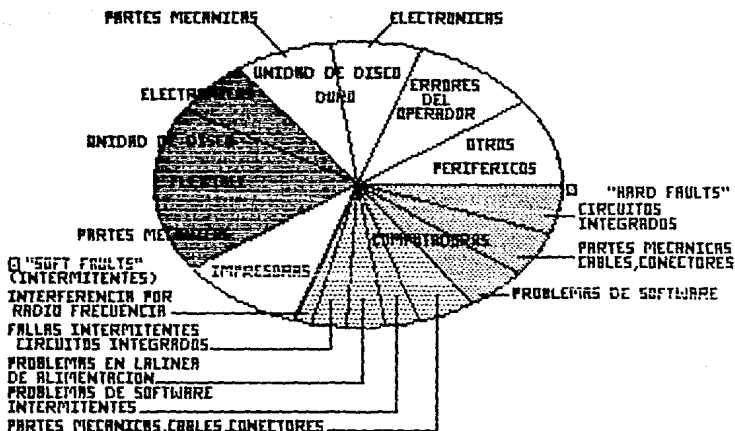 PARTES MECANICAS
ELECTRONICAS
UNIDAD DE DISCO
DURO
ERRORES
DEL
OPERADOR
OTROS
PERIFERICOS
ELECTRONICAS
UNIDAD DE DISCO
FLEXIBLE
PARTES MECANICAS
IMPRESORAS
COMPUTADORAS
"HARD FAULTS"
CIRCUITOS
INTEGRADOS
PARTES MECANICAS
CABLES,CONECTORES
PROBLEMAS DE SOFTWARE
"SOFT FAULTS"
(INTERMITENTES)
INTERFERENCIA POR
RADIO FRECUENCIA
FALLAS INTERMITENTES
CIRCUITOS INTEGRADOS
PROBLEMAS EN LALINEA
DE ALIMENTACION
PROBLEMAS DE SOFTWARE
INTERMITENTES
PARTES MECANICAS,CABLES,CONECTORES